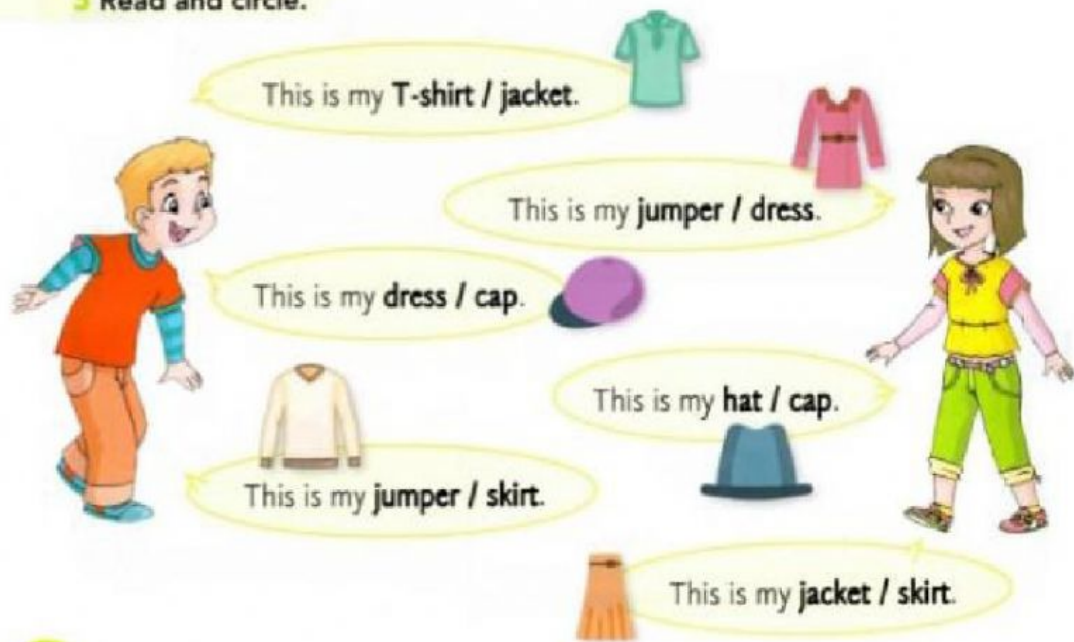 5 Read and circle.
This is my T-shirt / jacket.
This is my jumper / dress.
This is my dress / cap.
This is my hat / cap.
This is my jumper / skirt.
This is my jacket / skirt.